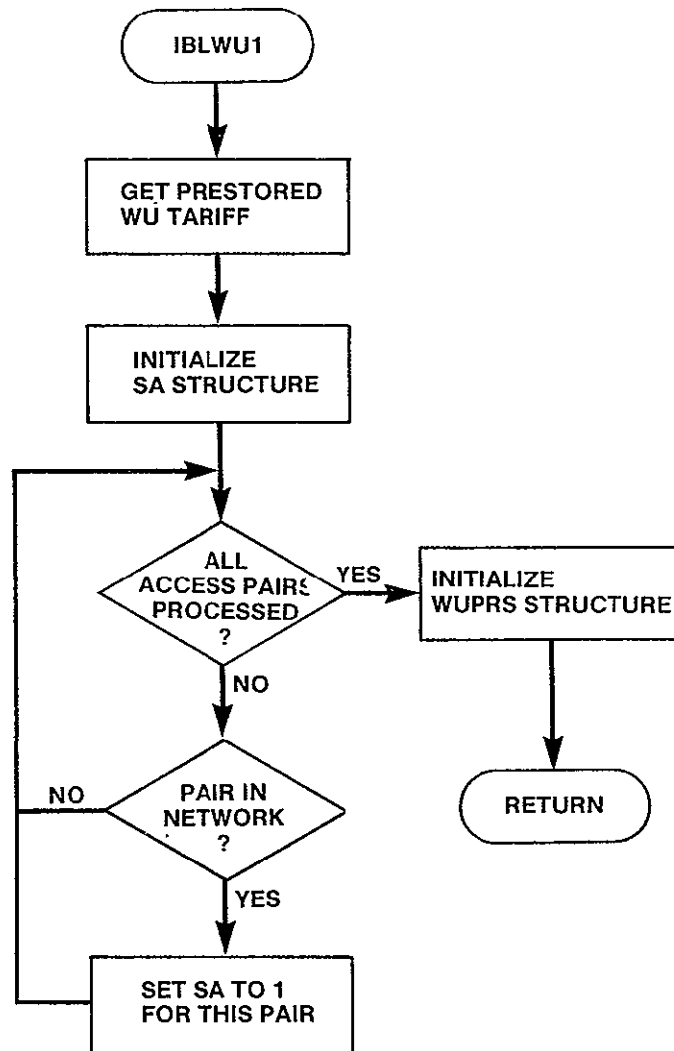 IBLWU1
GET PRESTORED
WU TARIFF
INITIALIZE
SA STRUCTURE
ALL
ACCESS PAIRS
PROCESSED
?
YES
INITIALIZE
WUPRS STRUCTURE
NO
NO
PAIR IN
NETWORK
?
RETURN
YES
SET SA TO 1
FOR THIS PAIR